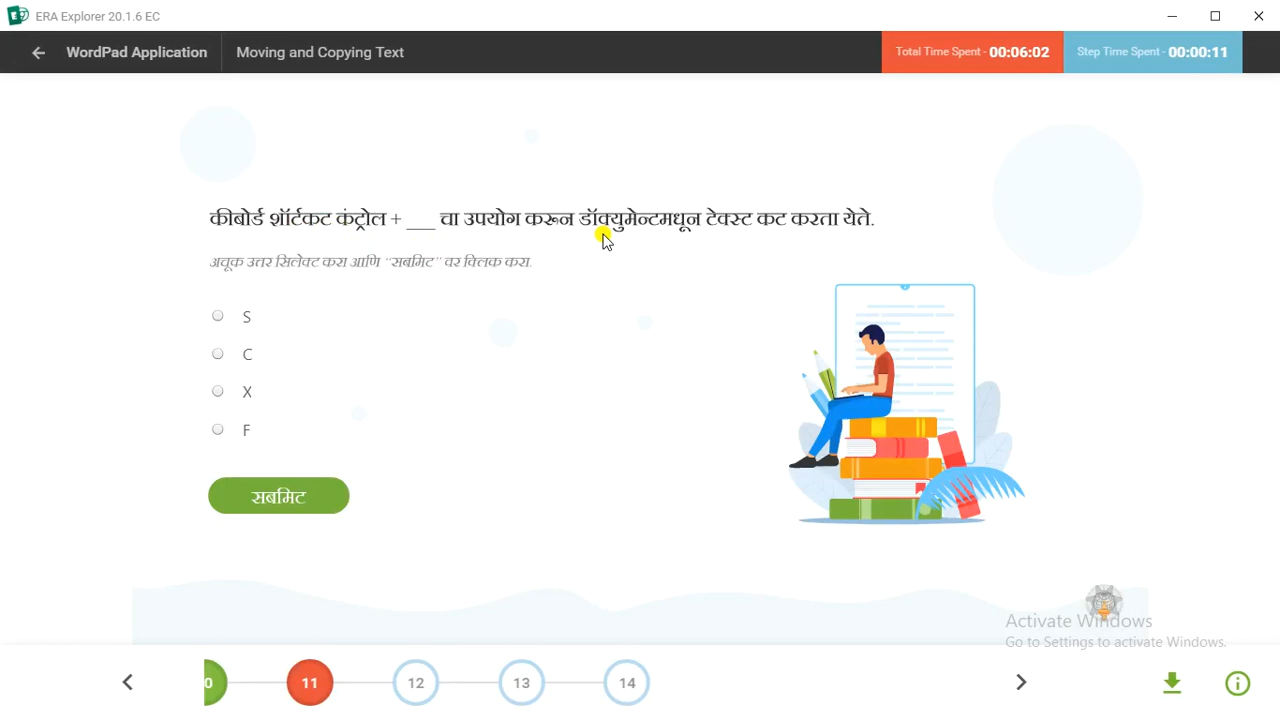 ERA Explorer 20.1.6 EC
WordPad Application
Moving and Copying Text
Total Time Spent - 00:06:02
Step Time Spent - 00:00:11
कीबोर्ड शॉर्टकट कंट्रोल + ___ चा उपयोग करून डॉक्युमेन्टमधून टेक्स्ट कट करता येते.
अचूक उत्तर सिलेक्ट करा आणि "सबमिट" वर क्लिक करा.
S
C
X
F
सबमिट
Activate Windows
Go to Settings to activate Windows.
0 11 12 13 14